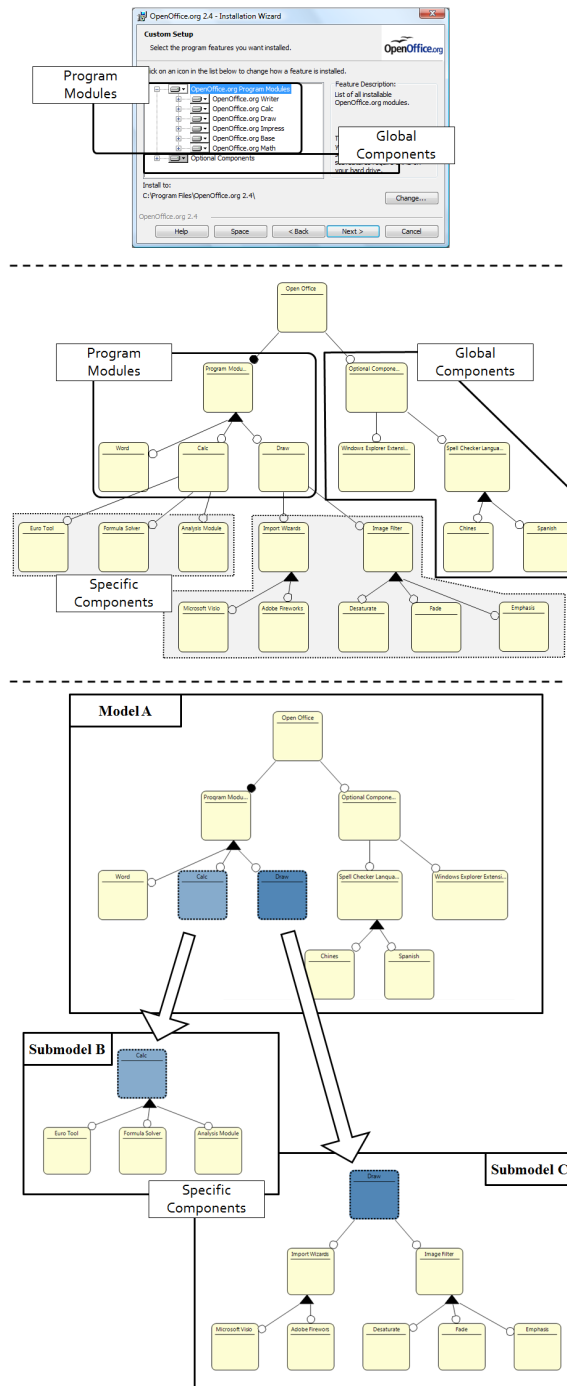 OpenOffice.org 2.4 - Installation Wizard
Custom Setup
Select the program features you want installed.
OpenOffice.org
Program
Modules
on an icon in the list below to change how a feature is installed.
OpenOffice.org Program Modules
OpenOffice.org Writer
OpenOffice.org Calc
OpenOffice.org Draw
OpenOffice.org Impress
OpenOffice.org Base
OpenOffice.org Math
Optional Components
Feature Description:
List of all installable
OpenOffice.org modules.
Global
Components
your hard drive.
Install to:
C:\Program Files\OpenOffice.org 2.4\
Change...
OpenOffice.org 2.4
Help Space < Back Next > Cancel
Open Office
Program
Modules
Global
Components
Program Modu...
Optional Compone...
Word
Calc
Draw
Windows Explorer Extensi...
Spell Checker Langua...
Euro Tool
Formula Solver
Analysis Module
Import Wizards
Image Filter
Chines
Spanish
Specific
Components
Microsoft Visio
Adobe Fireworks
Desaturate
Fade
Emphasis
Model A
Open Office
Program Modu...
Optional Compone...
Word
Calc
Draw
Spell Checker Langua...
Windows Explorer Extensi...
Chines
Spanish
Submodel B
Calc
Euro Tool
Formula Solver
Analysis Module
Specific
Components
Submodel C
Draw
Import Wizards
Image Filter
Microsoft Visio
Adobe Firewors
Desaturate
Fade
Emphasis